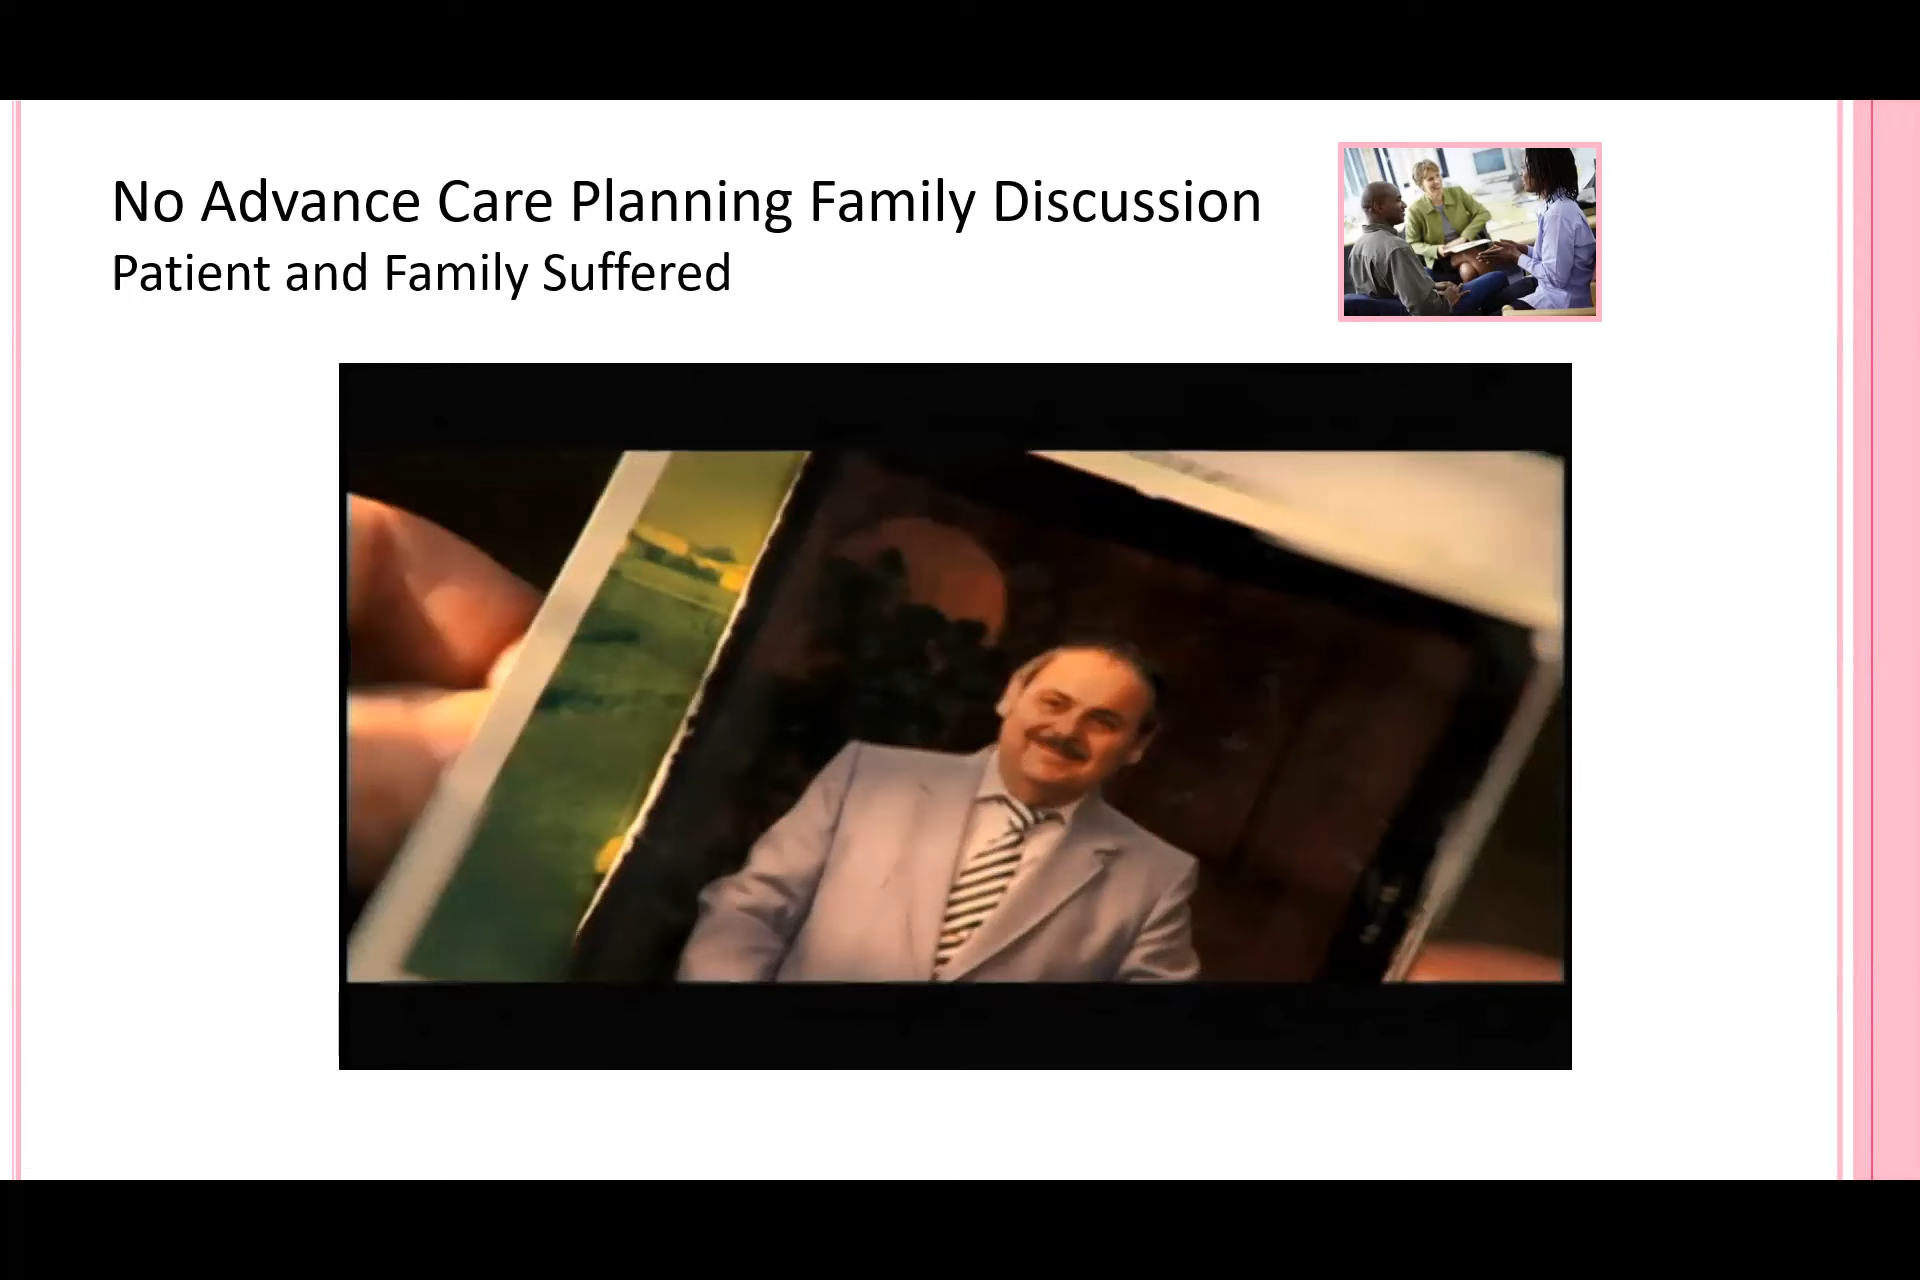 No Advance Care Planning Family Discussion
Patient and Family Suffered